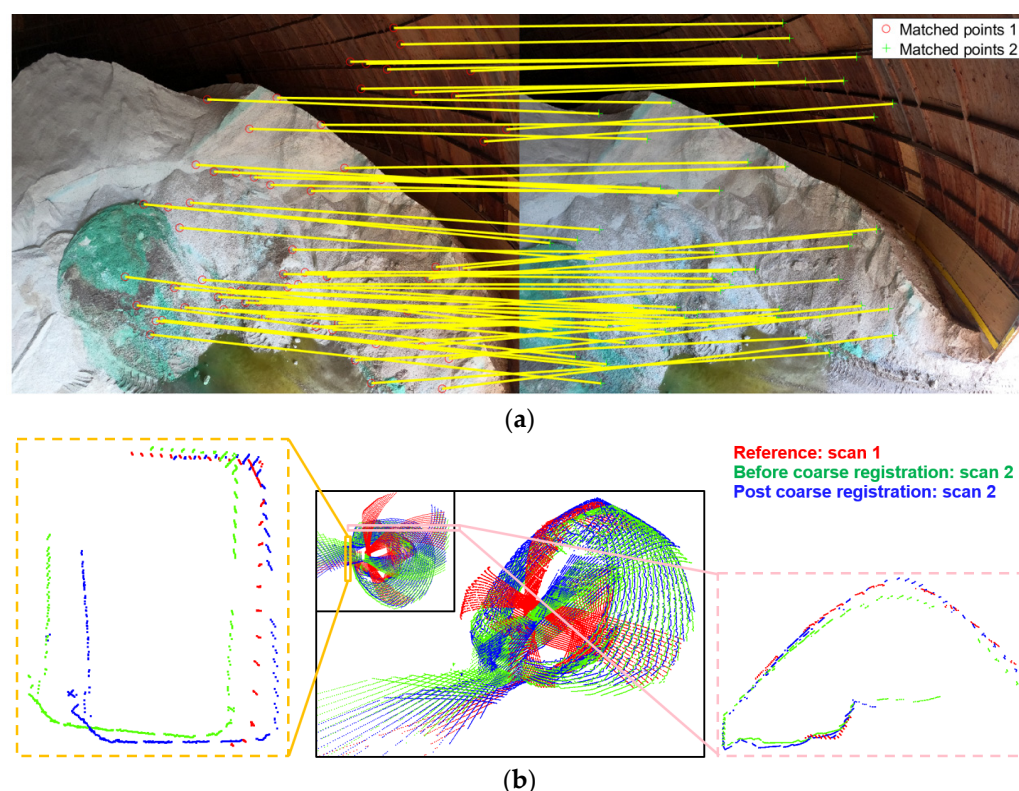 Matched points 1
Matched points 2
(a)
Reference: scan 1
Before coarse registration: scan 2
Post coarse registration: scan 2
(b)